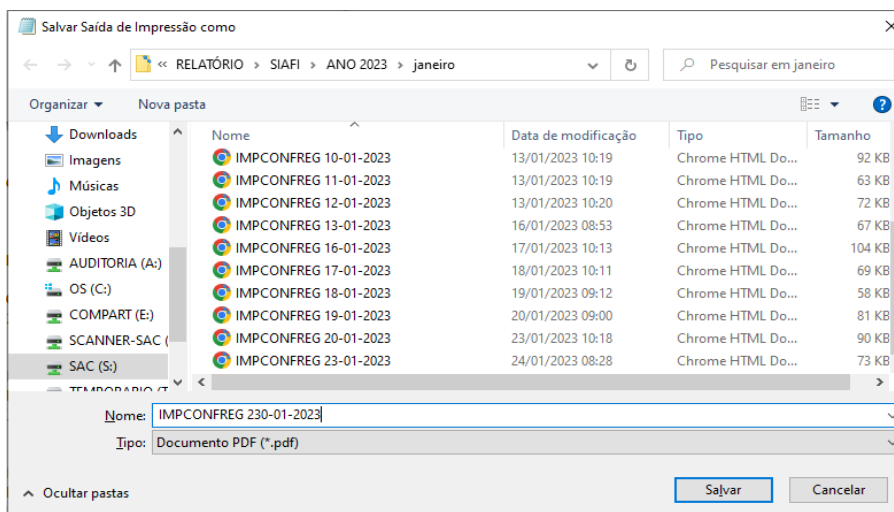 Salvar Saída de Impressão como
« RELATÓRIO > SIAFI > ANO 2023 > janeiro
Pesquisar em janeiro
Organizar
Nova pasta
Downloads
Imagens
Músicas
Objetos 3D
Vídeos
AUDITORIA (A:)
OS (C:)
COMPART (E:)
SCANNER-SAC (
SAC (S:)
TEMPORARIO (T
Nome Data de modificação Tipo Tamanho
IMPCONFREG 10-01-2023 13/01/2023 10:19 Chrome HTML Do... 92 KB
IMPCONFREG 11-01-2023 13/01/2023 10:19 Chrome HTML Do... 63 KB
IMPCONFREG 12-01-2023 13/01/2023 10:20 Chrome HTML Do... 72 KB
IMPCONFREG 13-01-2023 16/01/2023 08:53 Chrome HTML Do... 67 KB
IMPCONFREG 16-01-2023 17/01/2023 10:13 Chrome HTML Do... 104 KB
IMPCONFREG 17-01-2023 18/01/2023 10:11 Chrome HTML Do... 69 KB
IMPCONFREG 18-01-2023 19/01/2023 09:12 Chrome HTML Do... 58 KB
IMPCONFREG 19-01-2023 20/01/2023 09:00 Chrome HTML Do... 81 KB
IMPCONFREG 20-01-2023 23/01/2023 10:18 Chrome HTML Do... 90 KB
IMPCONFREG 23-01-2023 24/01/2023 08:28 Chrome HTML Do... 73 KB
Nome: IMPCONFREG 230-01-2023
Tipo: Documento PDF (*.pdf)
Ocultar pastas
Salvar
Cancelar